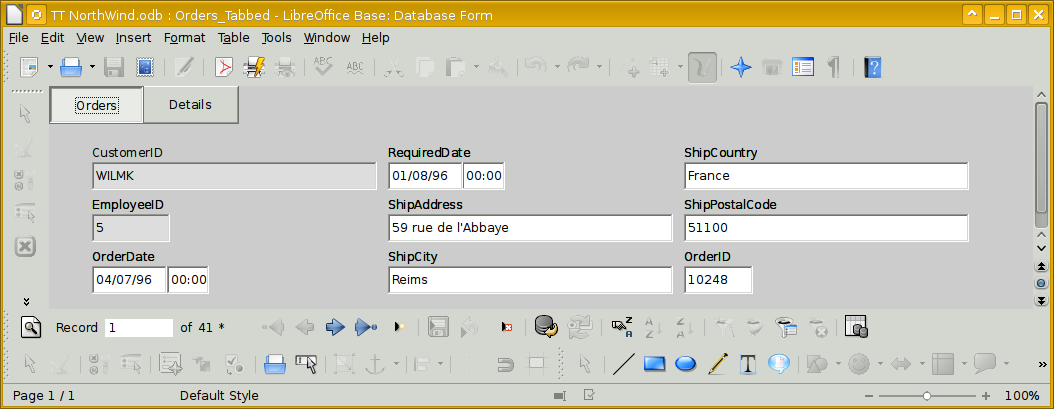 TT NorthWind.odb : Orders_Tabbed - LibreOffice Base: Database Form
File Edit View Insert Format Table Tools Window Help
Orders Details
CustomerID RequiredDate ShipCountry
WILMK 01/08/96 00:00 France
EmployeeID ShipAddress ShipPostalCode
5 59 rue de l'Abbaye 51100
OrderDate ShipCity OrderID
04/07/96 00:00 Reims 10248
Record 1 of 41 *
Page 1 / 1 Default Style 100%